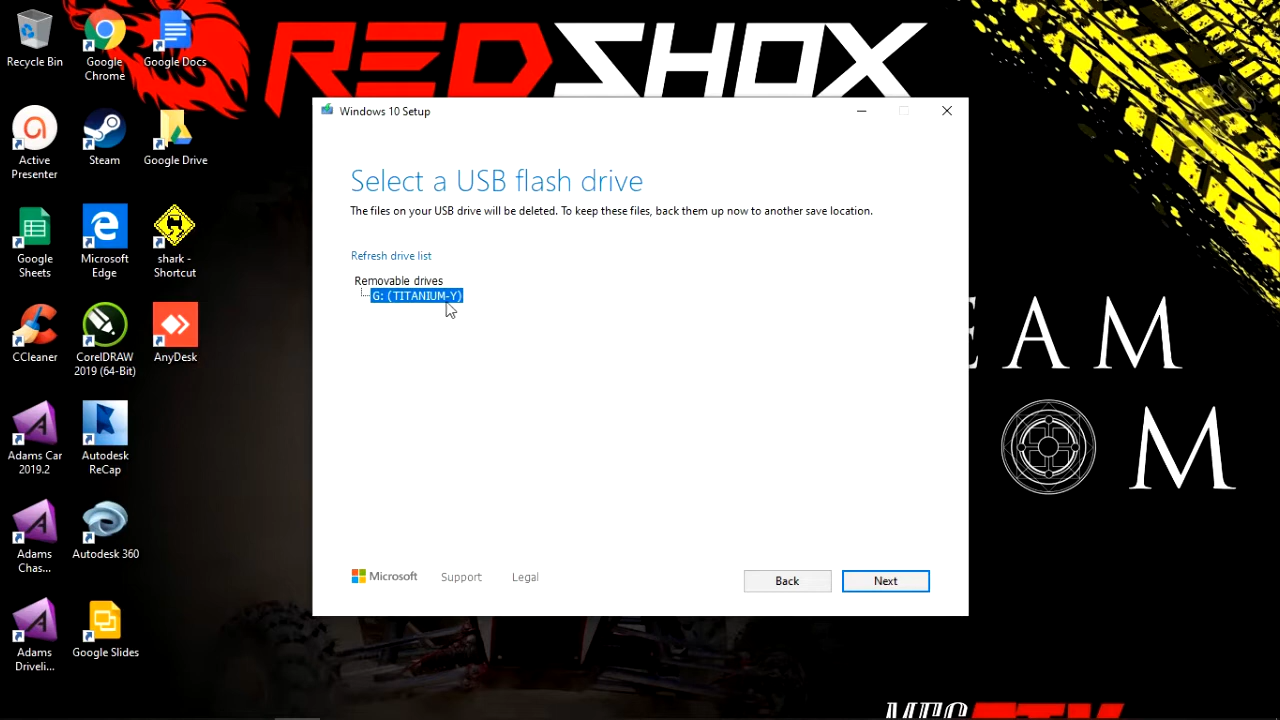 REDSHOX
Recycle Bin
Google
Chrome
Google Docs
Active
Presenter
Steam
Google Drive
Google
Sheets
Microsoft
Edge
shark -
Shortcut
CCleaner
CorelDRAW
2019 (64-Bit)
AnyDesk
Adams Car
2019.2
Autodesk
ReCap
Adams
Chas...
Autodesk 360
Adams
Driveli...
Google Slides
Windows 10 Setup
Select a USB flash drive
The files on your USB drive will be deleted. To keep these files, back them up now to another save location.
Refresh drive list
Removable drives
G: (TITANIUM-Y)
Microsoft
Support
Legal
Back
Next
EAM
M